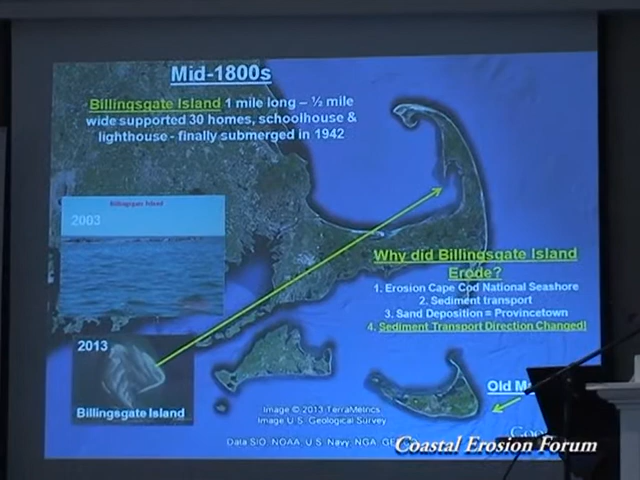 Mid-1800s
Billingsgate Island 1 mile long – ½ mile
wide supported 30 homes, schoolhouse &
lighthouse - finally submerged in 1942
Billingsgate Island
2003
Why did Billingsgate Island
Erode?
1. Erosion Cape Cod National Seashore
2. Sediment transport
3. Sand Deposition = Provincetown
4. Sediment Transport Direction Changed!
2013
Billingsgate Island
Old
Image © 2013 TerraMetrics
Image U.S. Geological Survey
Data SIO, NOAA, U.S. Navy, NGA,
Coastal Erosion Forum